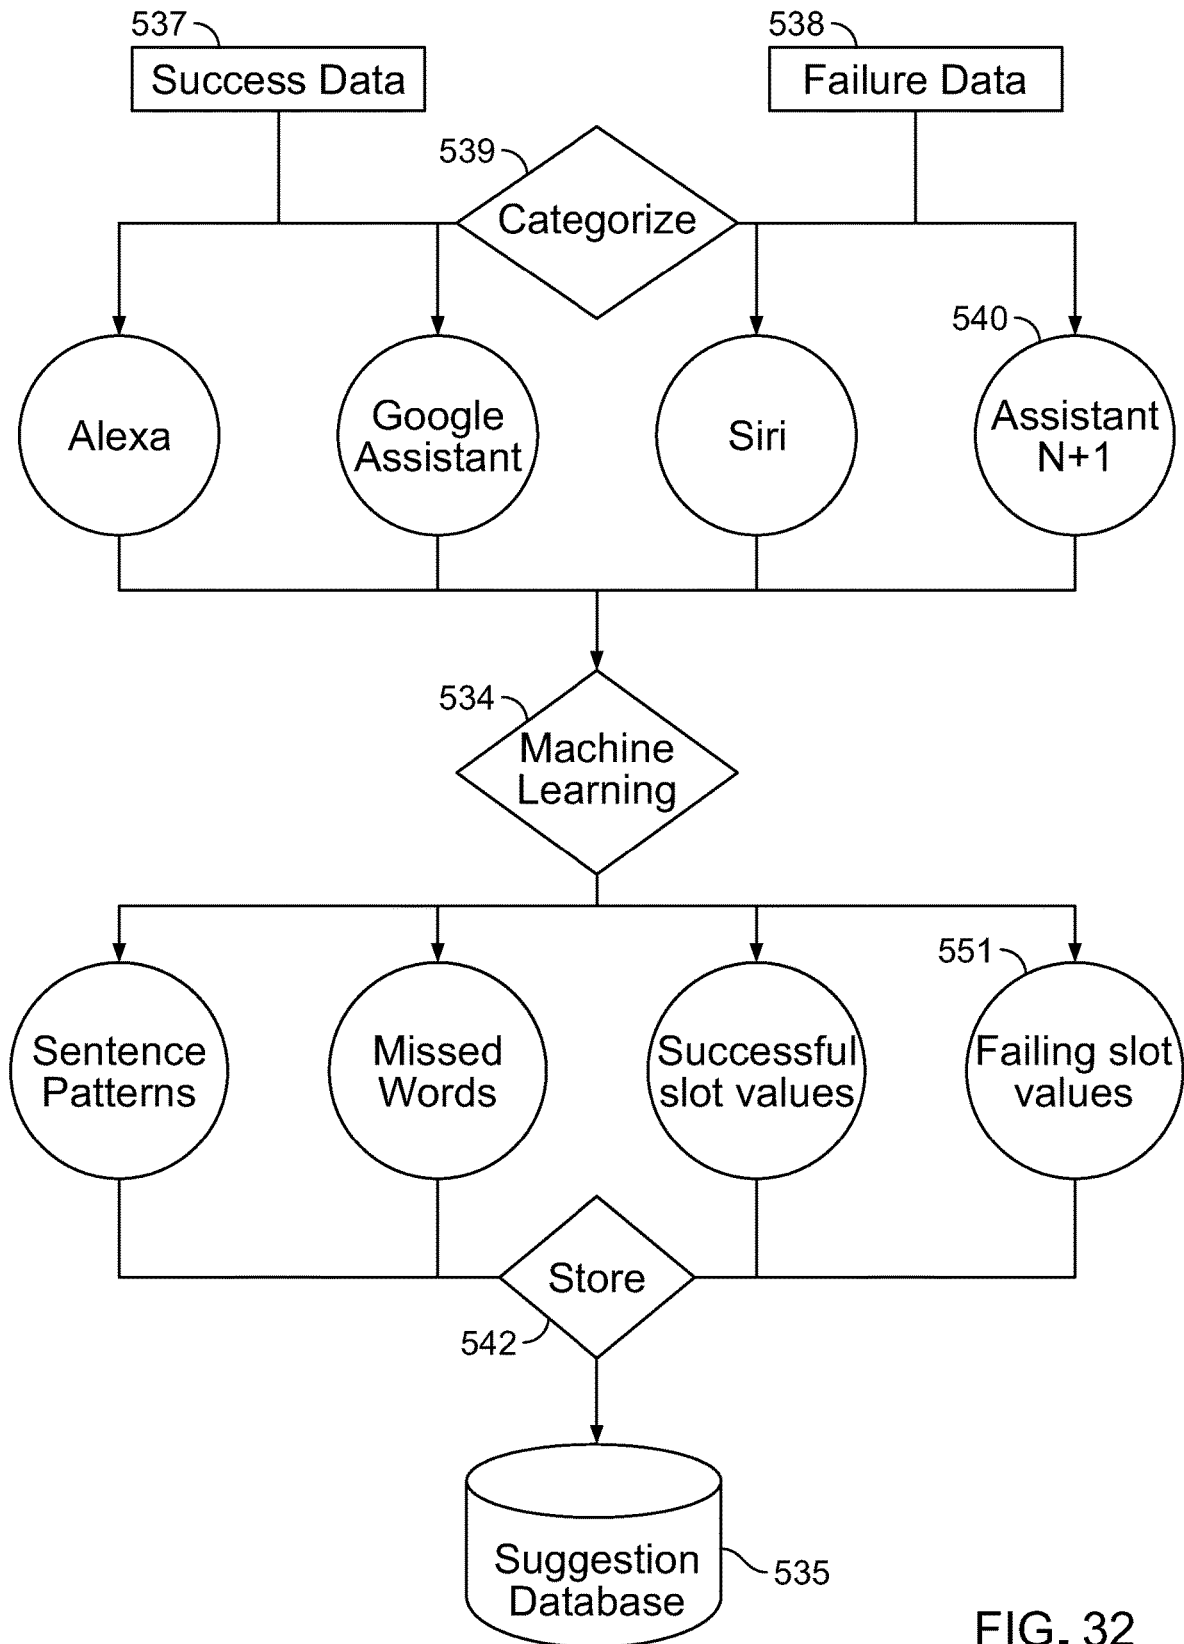 537
538
Success Data
Failure Data
539
Categorize
540
Alexa
Google
Assistant
Siri
Assistant
N+1
534
Machine
Learning
551
Sentence
Patterns
Missed
Words
Successful
slot values
Failing slot
values
Store
542
Suggestion
Database
535
FIG. 32